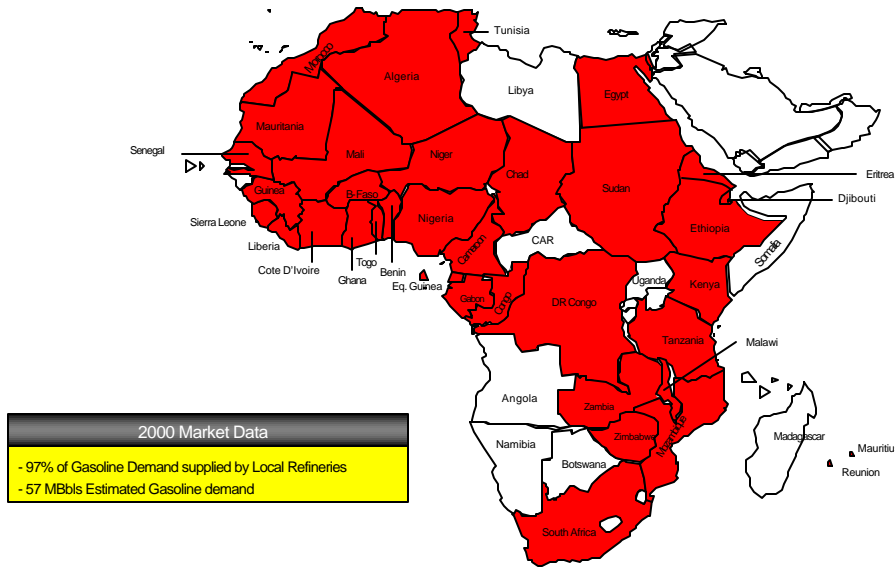 Tunisia
Morocco
Algeria
Libya
Egypt
Mauritania
Senegal
Mali
Niger
Chad
Sudan
Eritrea
Guinea
B- Faso
Nigeria
Djibouti
Sierra Leone
Ethiopia
Liberia
CAR
Somalia
Cote D'Ivoire
Togo
Benin
Cameroon
Ghana
Eq. Guinea
Uganda
Kenya
Gabon
Congo
DR Congo
Tanzania
Malawi
Angola
Zambia
2000 Market Data
Zimbabwe
Mozambique
Madagascar
Namibia
Mauritiu
- 97% of Gasoline Demand supplied by Local Refineries
Botswana
Reunion
- 57 MBbls Estimated Gasoline demand
South Africa